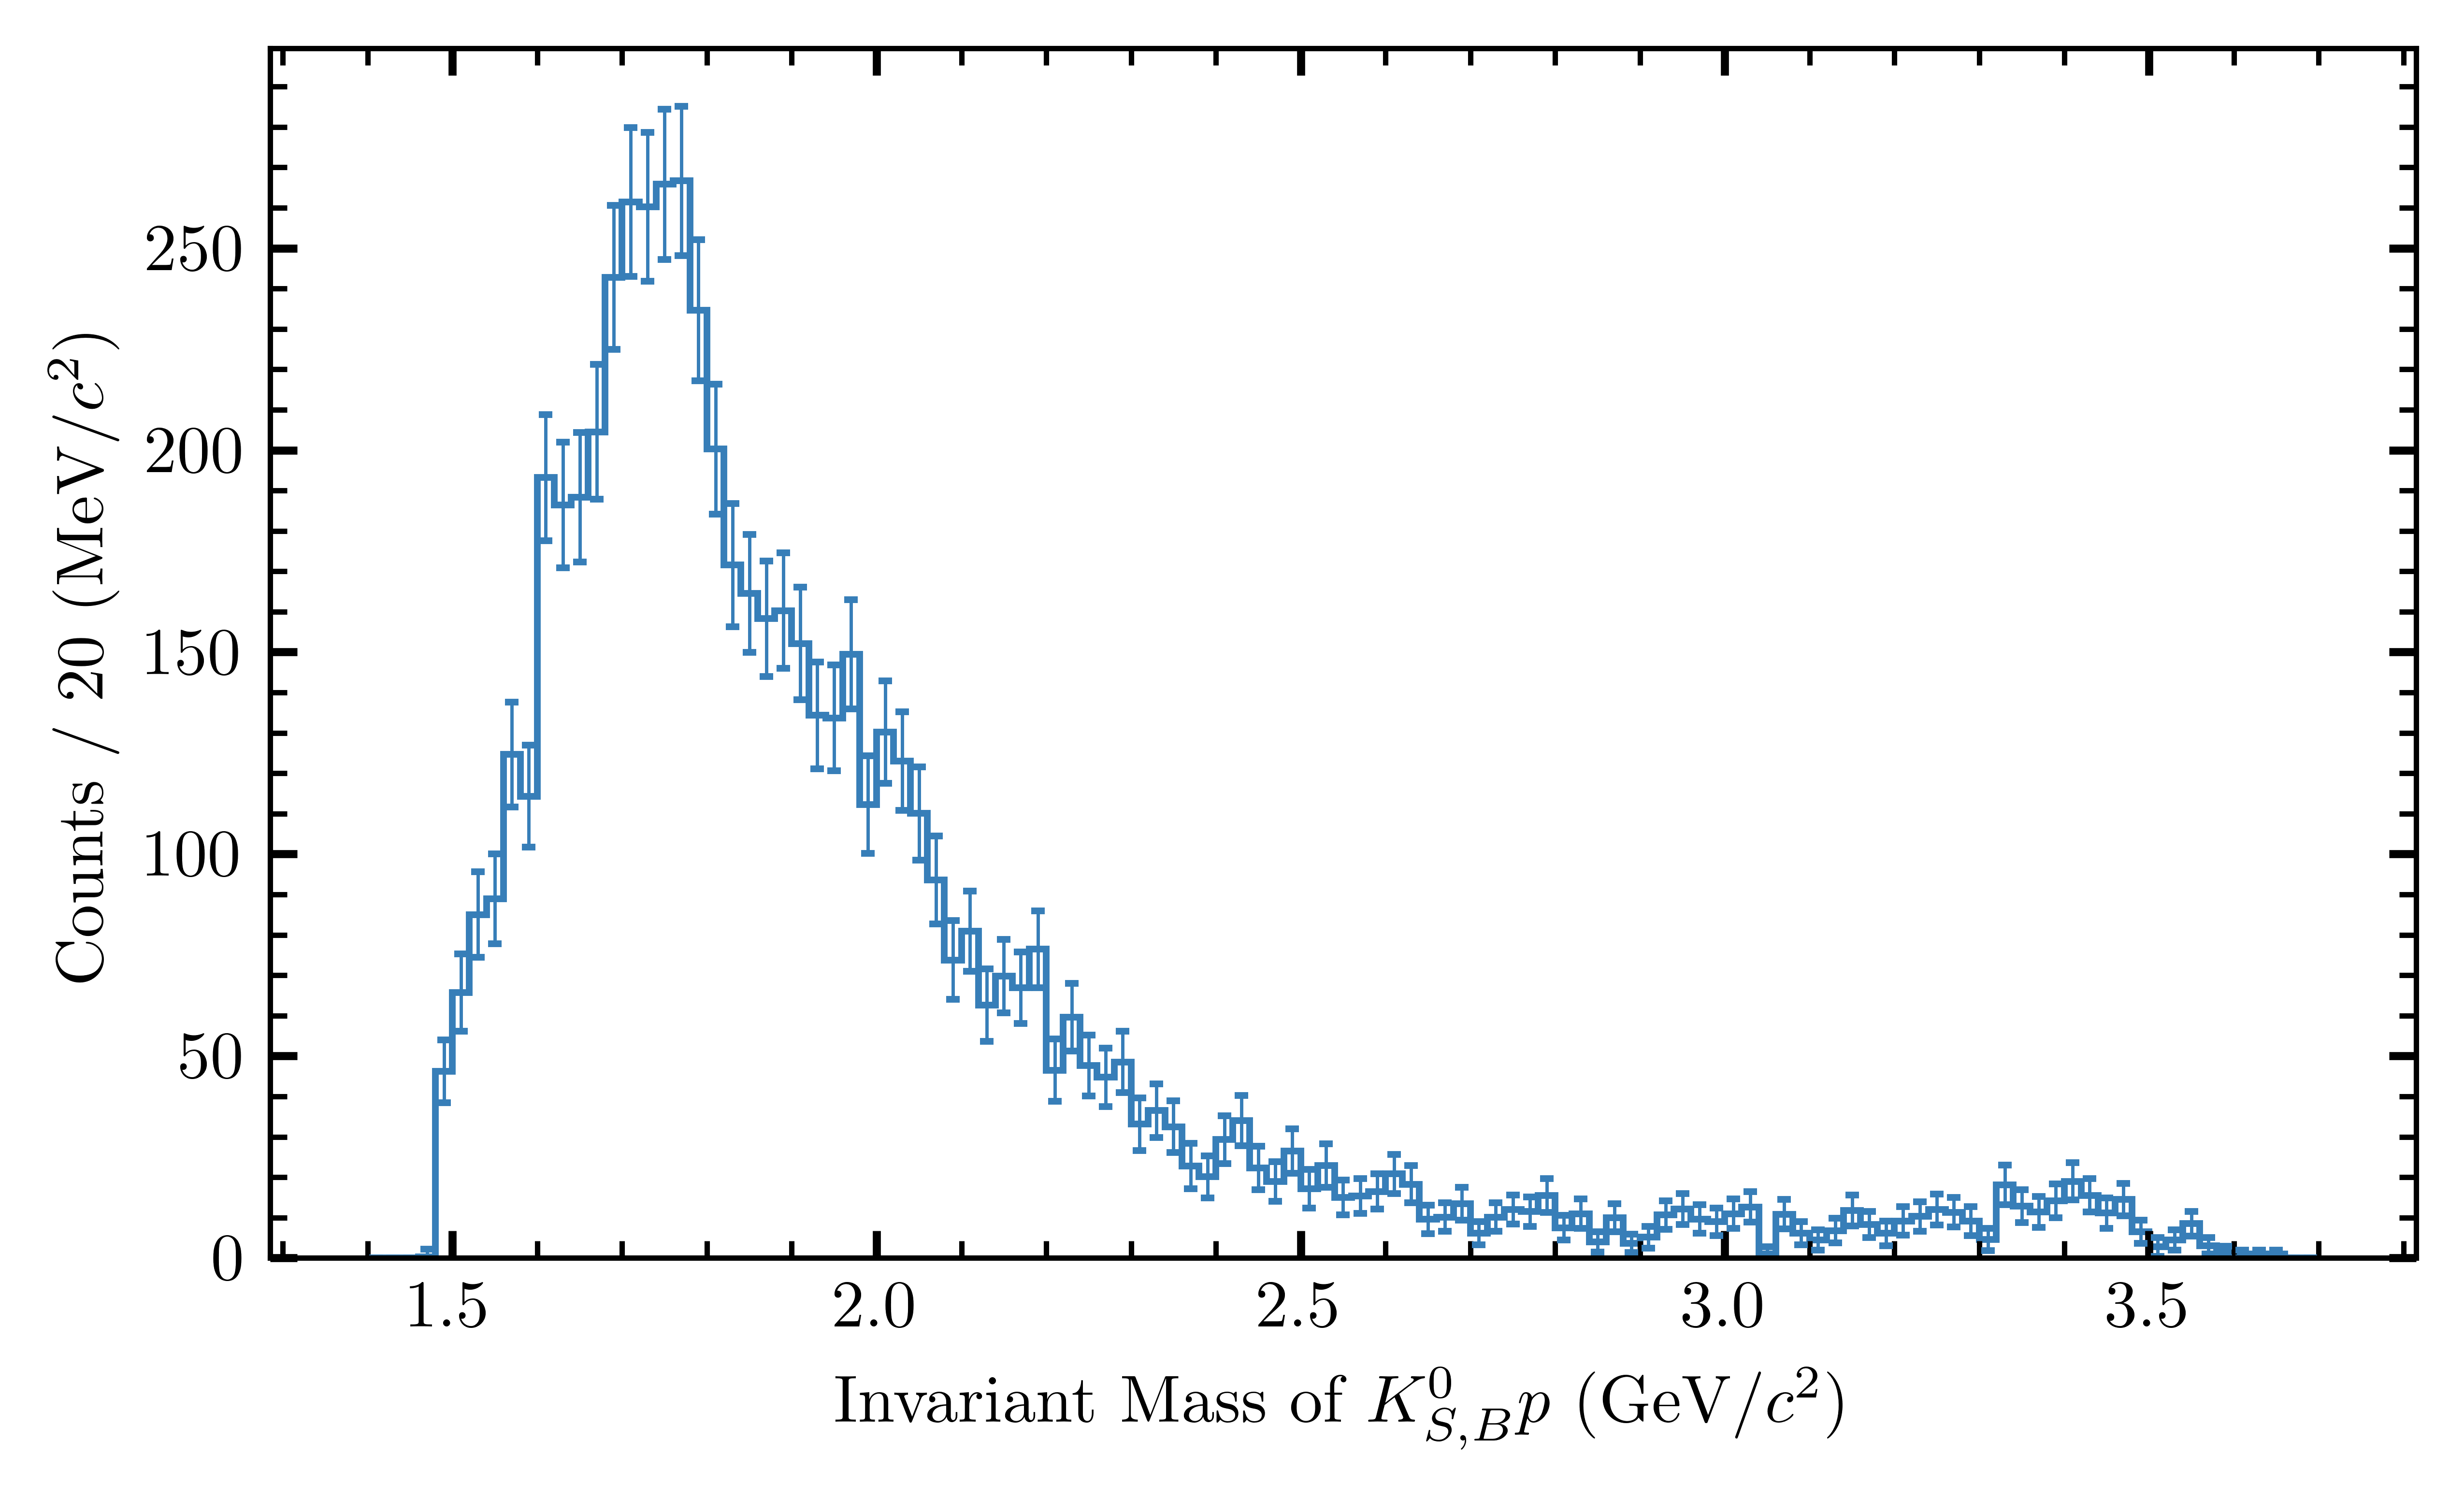 Counts / 20 (MeV/c²)
250
200
150
100
50
0
1.5 2.0 2.5 3.0 3.5
Invariant Mass of K⁰_{S,B}p (GeV/c²)